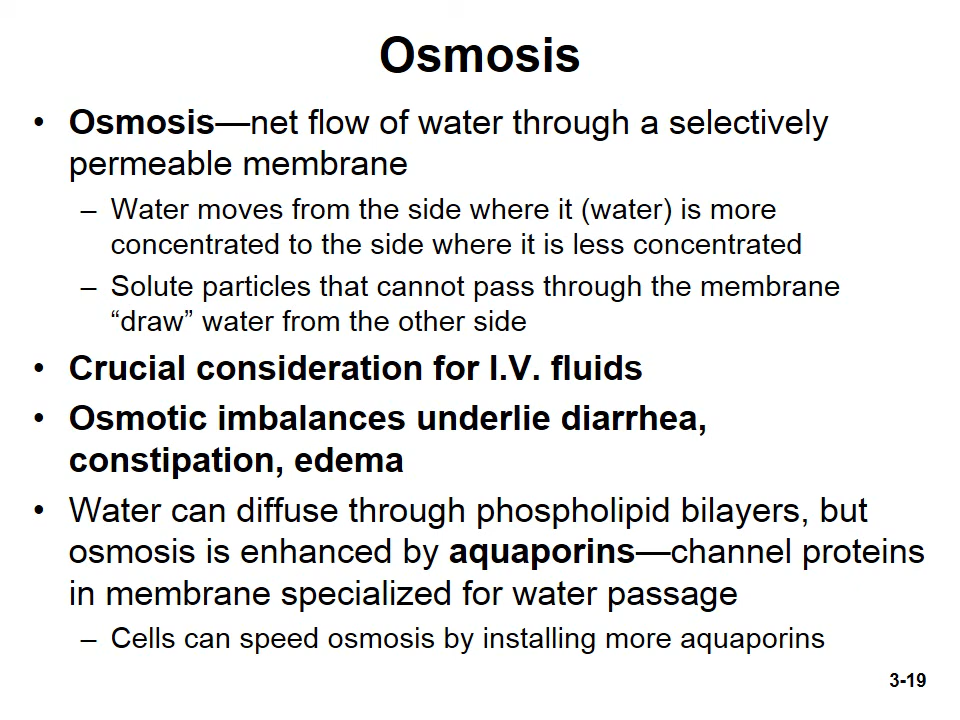 Osmosis
• Osmosis—net flow of water through a selectively
permeable membrane
– Water moves from the side where it (water) is more
concentrated to the side where it is less concentrated
– Solute particles that cannot pass through the membrane
“draw” water from the other side
• Crucial consideration for I.V. fluids
• Osmotic imbalances underlie diarrhea,
constipation, edema
• Water can diffuse through phospholipid bilayers, but
osmosis is enhanced by aquaporins—channel proteins
in membrane specialized for water passage
– Cells can speed osmosis by installing more aquaporins
3-19